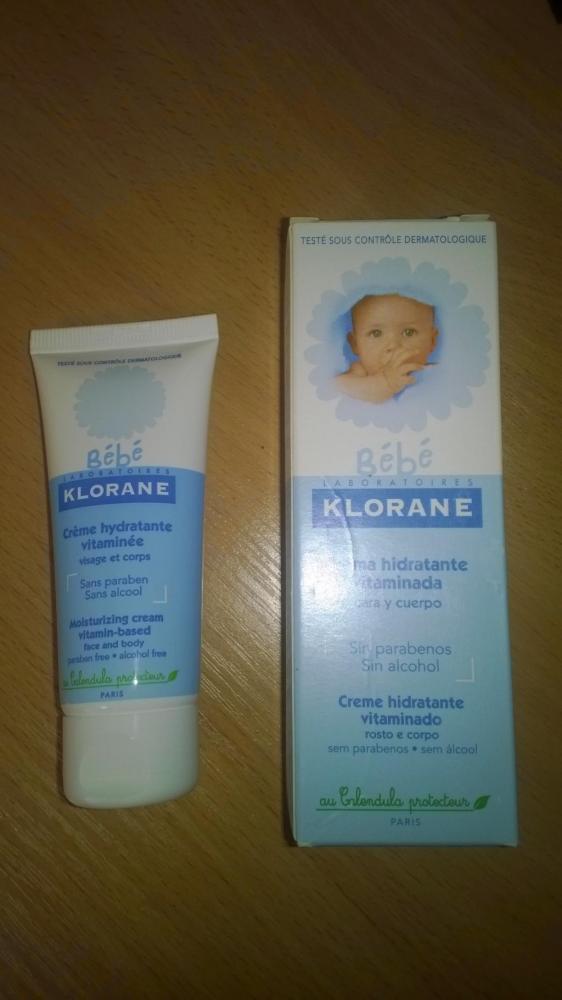 TESTÉ SOUS CONTRÔLE DERMATOLOGIQUE
Bébé
LABORATOIRES
KLORANE
Crème hydratante
vitaminée
visage et corps
Sans paraben
Sans alcool
Moisturizing cream
vitamin-based
face and body
paraben free • alcohol free
au Calendula protecteur
PARIS
TESTÉ SOUS CONTRÔLE DERMATOLOGIQUE
Bébé
LABORATOIRES
KLORANE
hidratante
vitaminada
cara y cuerpo
Sin parabenos
Sin alcohol
Creme hidratante
vitaminado
rosto e corpo
sem parabenos • sem álcool
au Calendula protecteur
PARIS